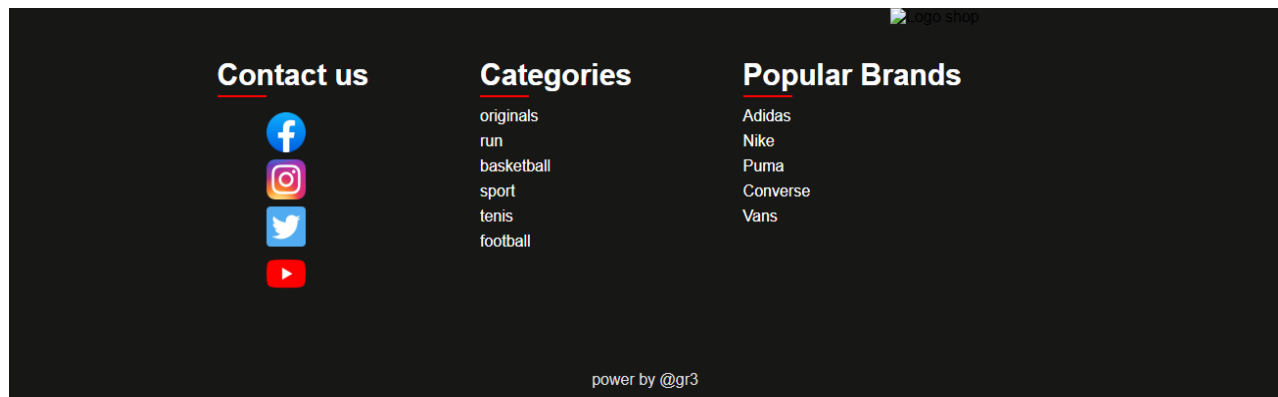 Logo shop
Contact us
Categories
originals
run
basketball
sport
tenis
football
Popular Brands
Adidas
Nike
Puma
Converse
Vans
power by @gr3